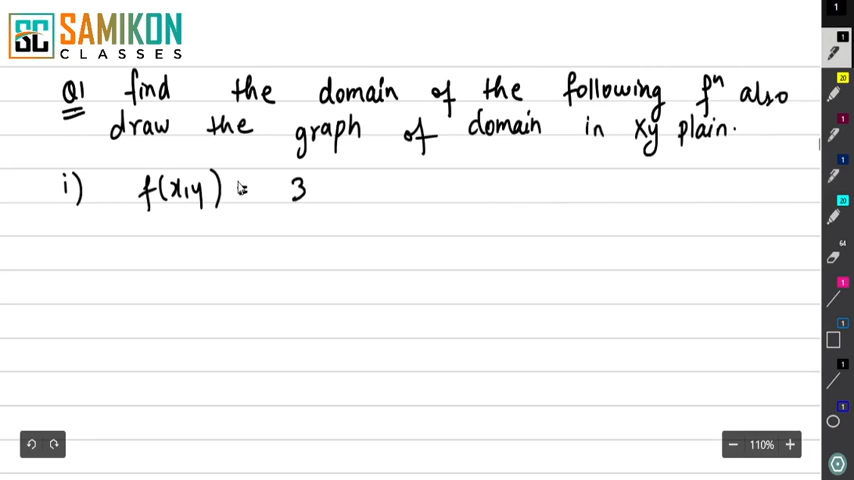 SC SAMIKON
CLASSES
Q1 find the domain of the following fⁿ also
draw the graph of domain in xy plain.
i) f(x,y) = 3
110%